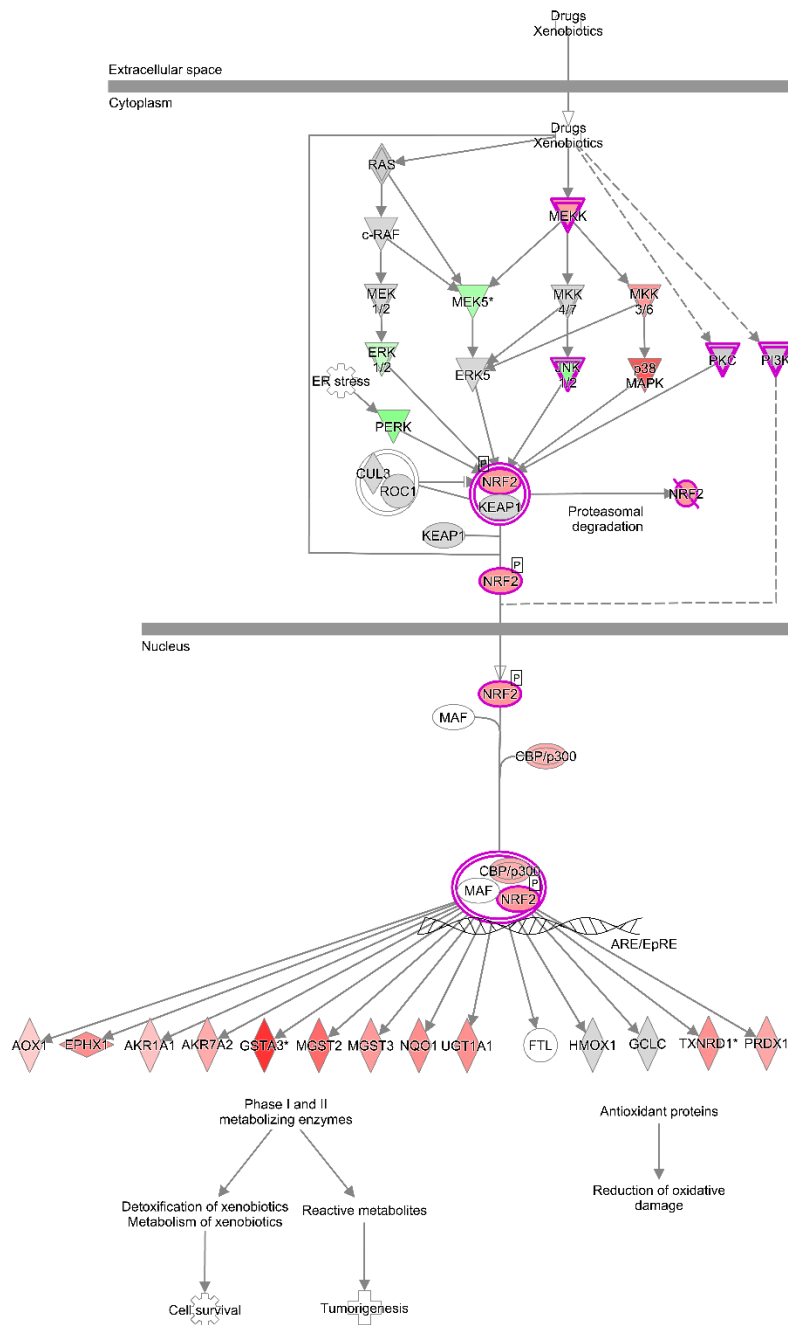 Drugs
Xenobiotics
Extracellular space
Cytoplasm
Drugs
Xenobiotics
RAS
MEKK
c-RAF
MEK
1/2
MEK5*
MKK
4/7
MKK
3/6
ERK
1/2
ERK5
JNK
1/2
p38
MAPK
PKC
PI3K
ER stress
PERK
CUL3
ROC1
P
NRF2
KEAP1
NRF2
Proteasomal
degradation
KEAP1
P
NRF2
Nucleus
P
NRF2
MAF
CBP/p300
CBP/p300
P
MAF
NRF2
ARE/EpRE
AOX1
EPHX1
AKR1A1
AKR7A2
GSTA3*
MGST2
MGST3
NQO1
UGT1A1
FTL
HMOX1
GCLC
TXNRD1*
PRDX1
Phase I and II
metabolizing enzymes
Antioxidant proteins
Detoxification of xenobiotics
Metabolism of xenobiotics
Reactive metabolites
Reduction of oxidative
damage
Cell survival
Tumorigenesis